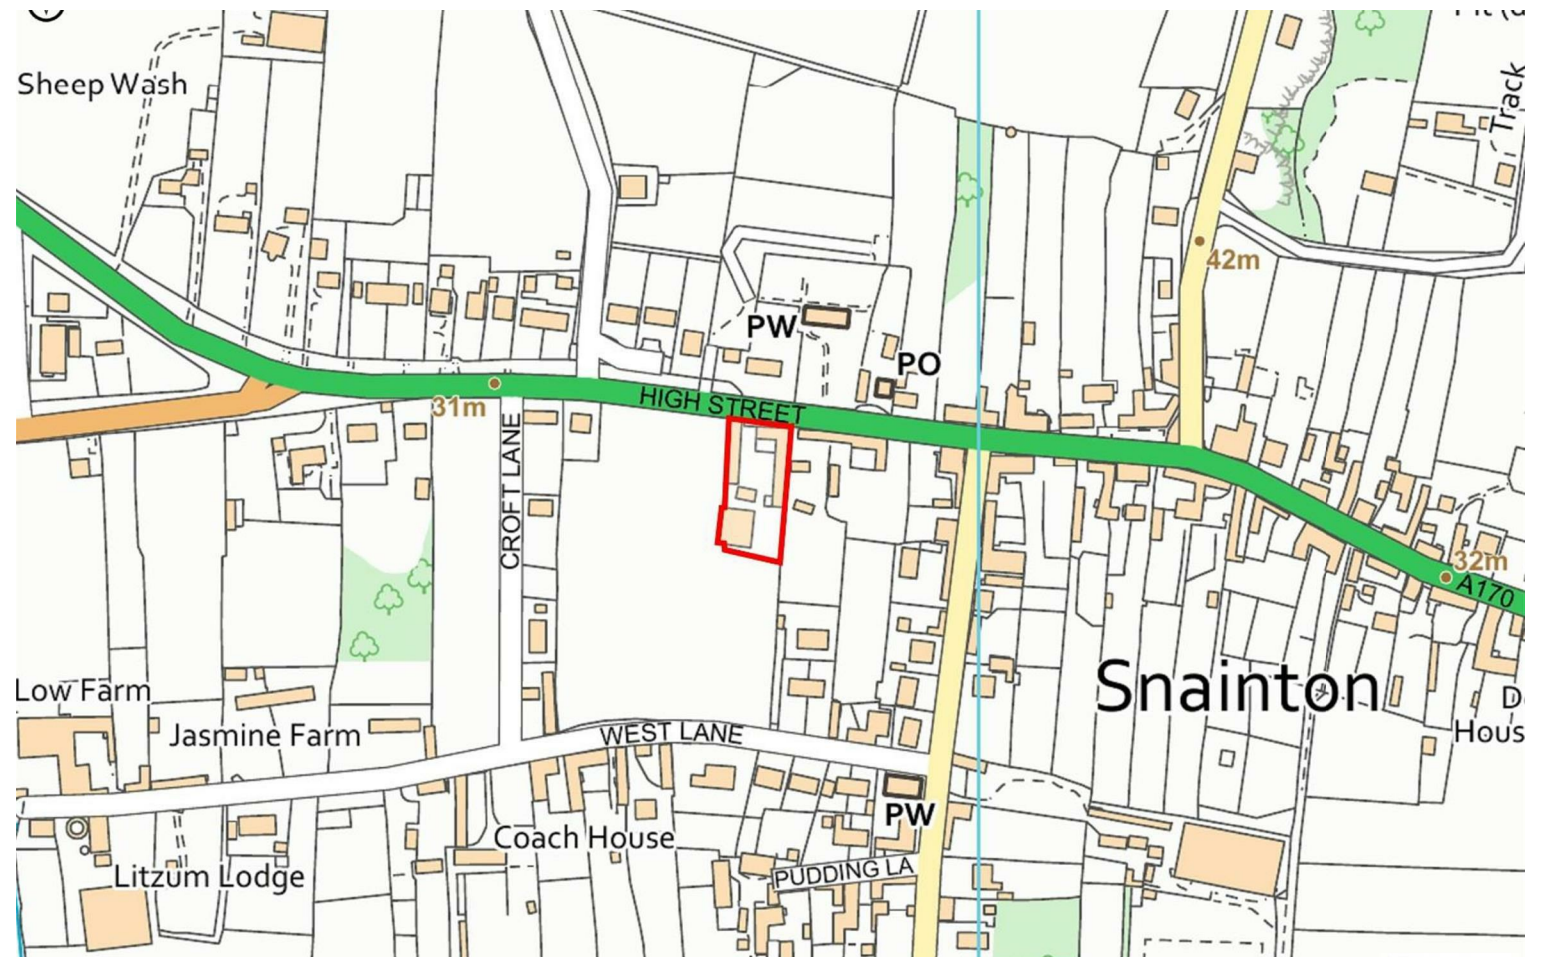 Sheep Wash
Track
42m
PW
PO
HIGH STREET
31m
CROFT LANE
32m
A170
Snainton
Low Farm
Jasmine Farm
WEST LANE
Hous
PW
Coach House
PUDDING LA
Litzum Lodge